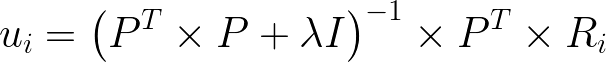 u_i = (P^T × P + λI)^{-1} × P^T × R_i